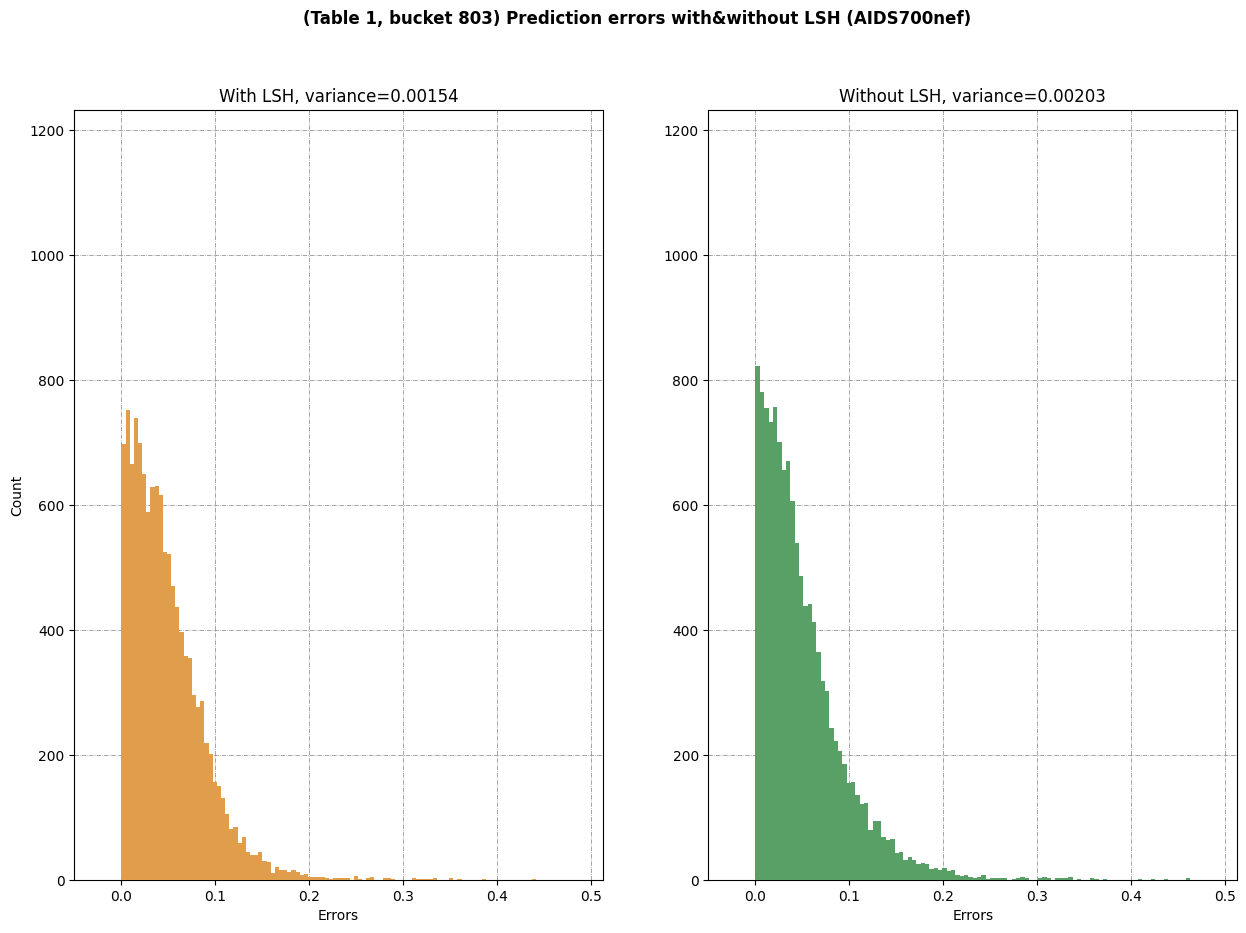 (Table 1, bucket 803) Prediction errors with&without LSH (AIDS700nef)
With LSH, variance=0.00154
1200
1000
800
600
400
200
0
Count
0.0 0.1 0.2 0.3 0.4 0.5
Errors
Without LSH, variance=0.00203
1200
1000
800
600
400
200
0
0.0 0.1 0.2 0.3 0.4 0.5
Errors